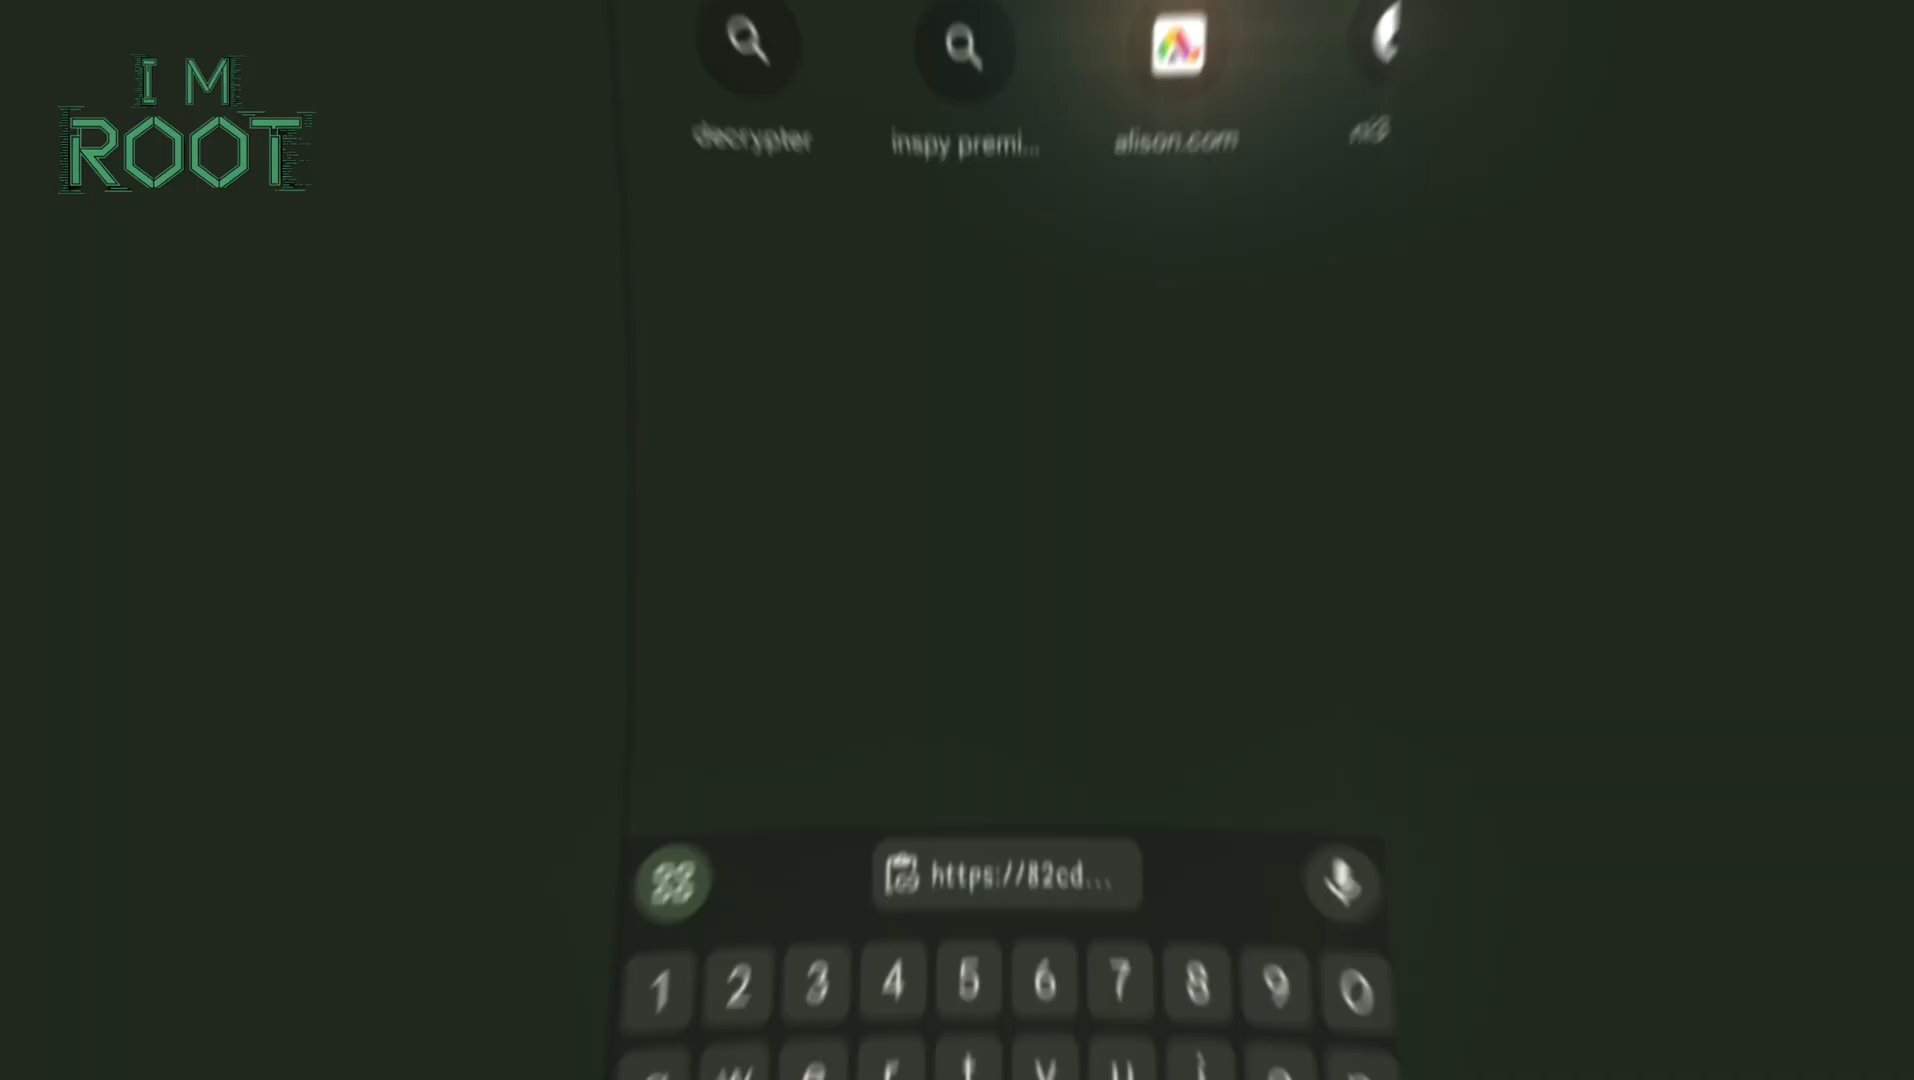 I M
ROOT
decrypter
inspy premi...
alison.com
https://82cd...
1 2 3 4 5 6 7 8 9 0